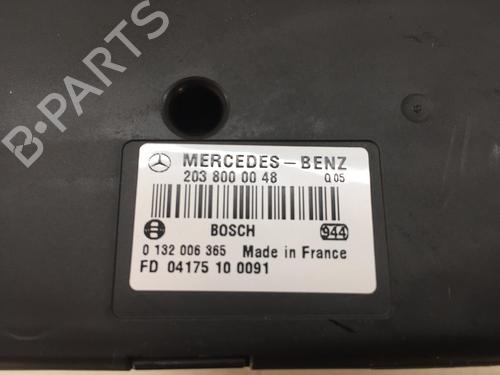 B-PARTS
MERCEDES-BENZ
203 800 00 48 Q 05
BOSCH 944
0 132 006 365 Made in France
FD 04175 10 0091